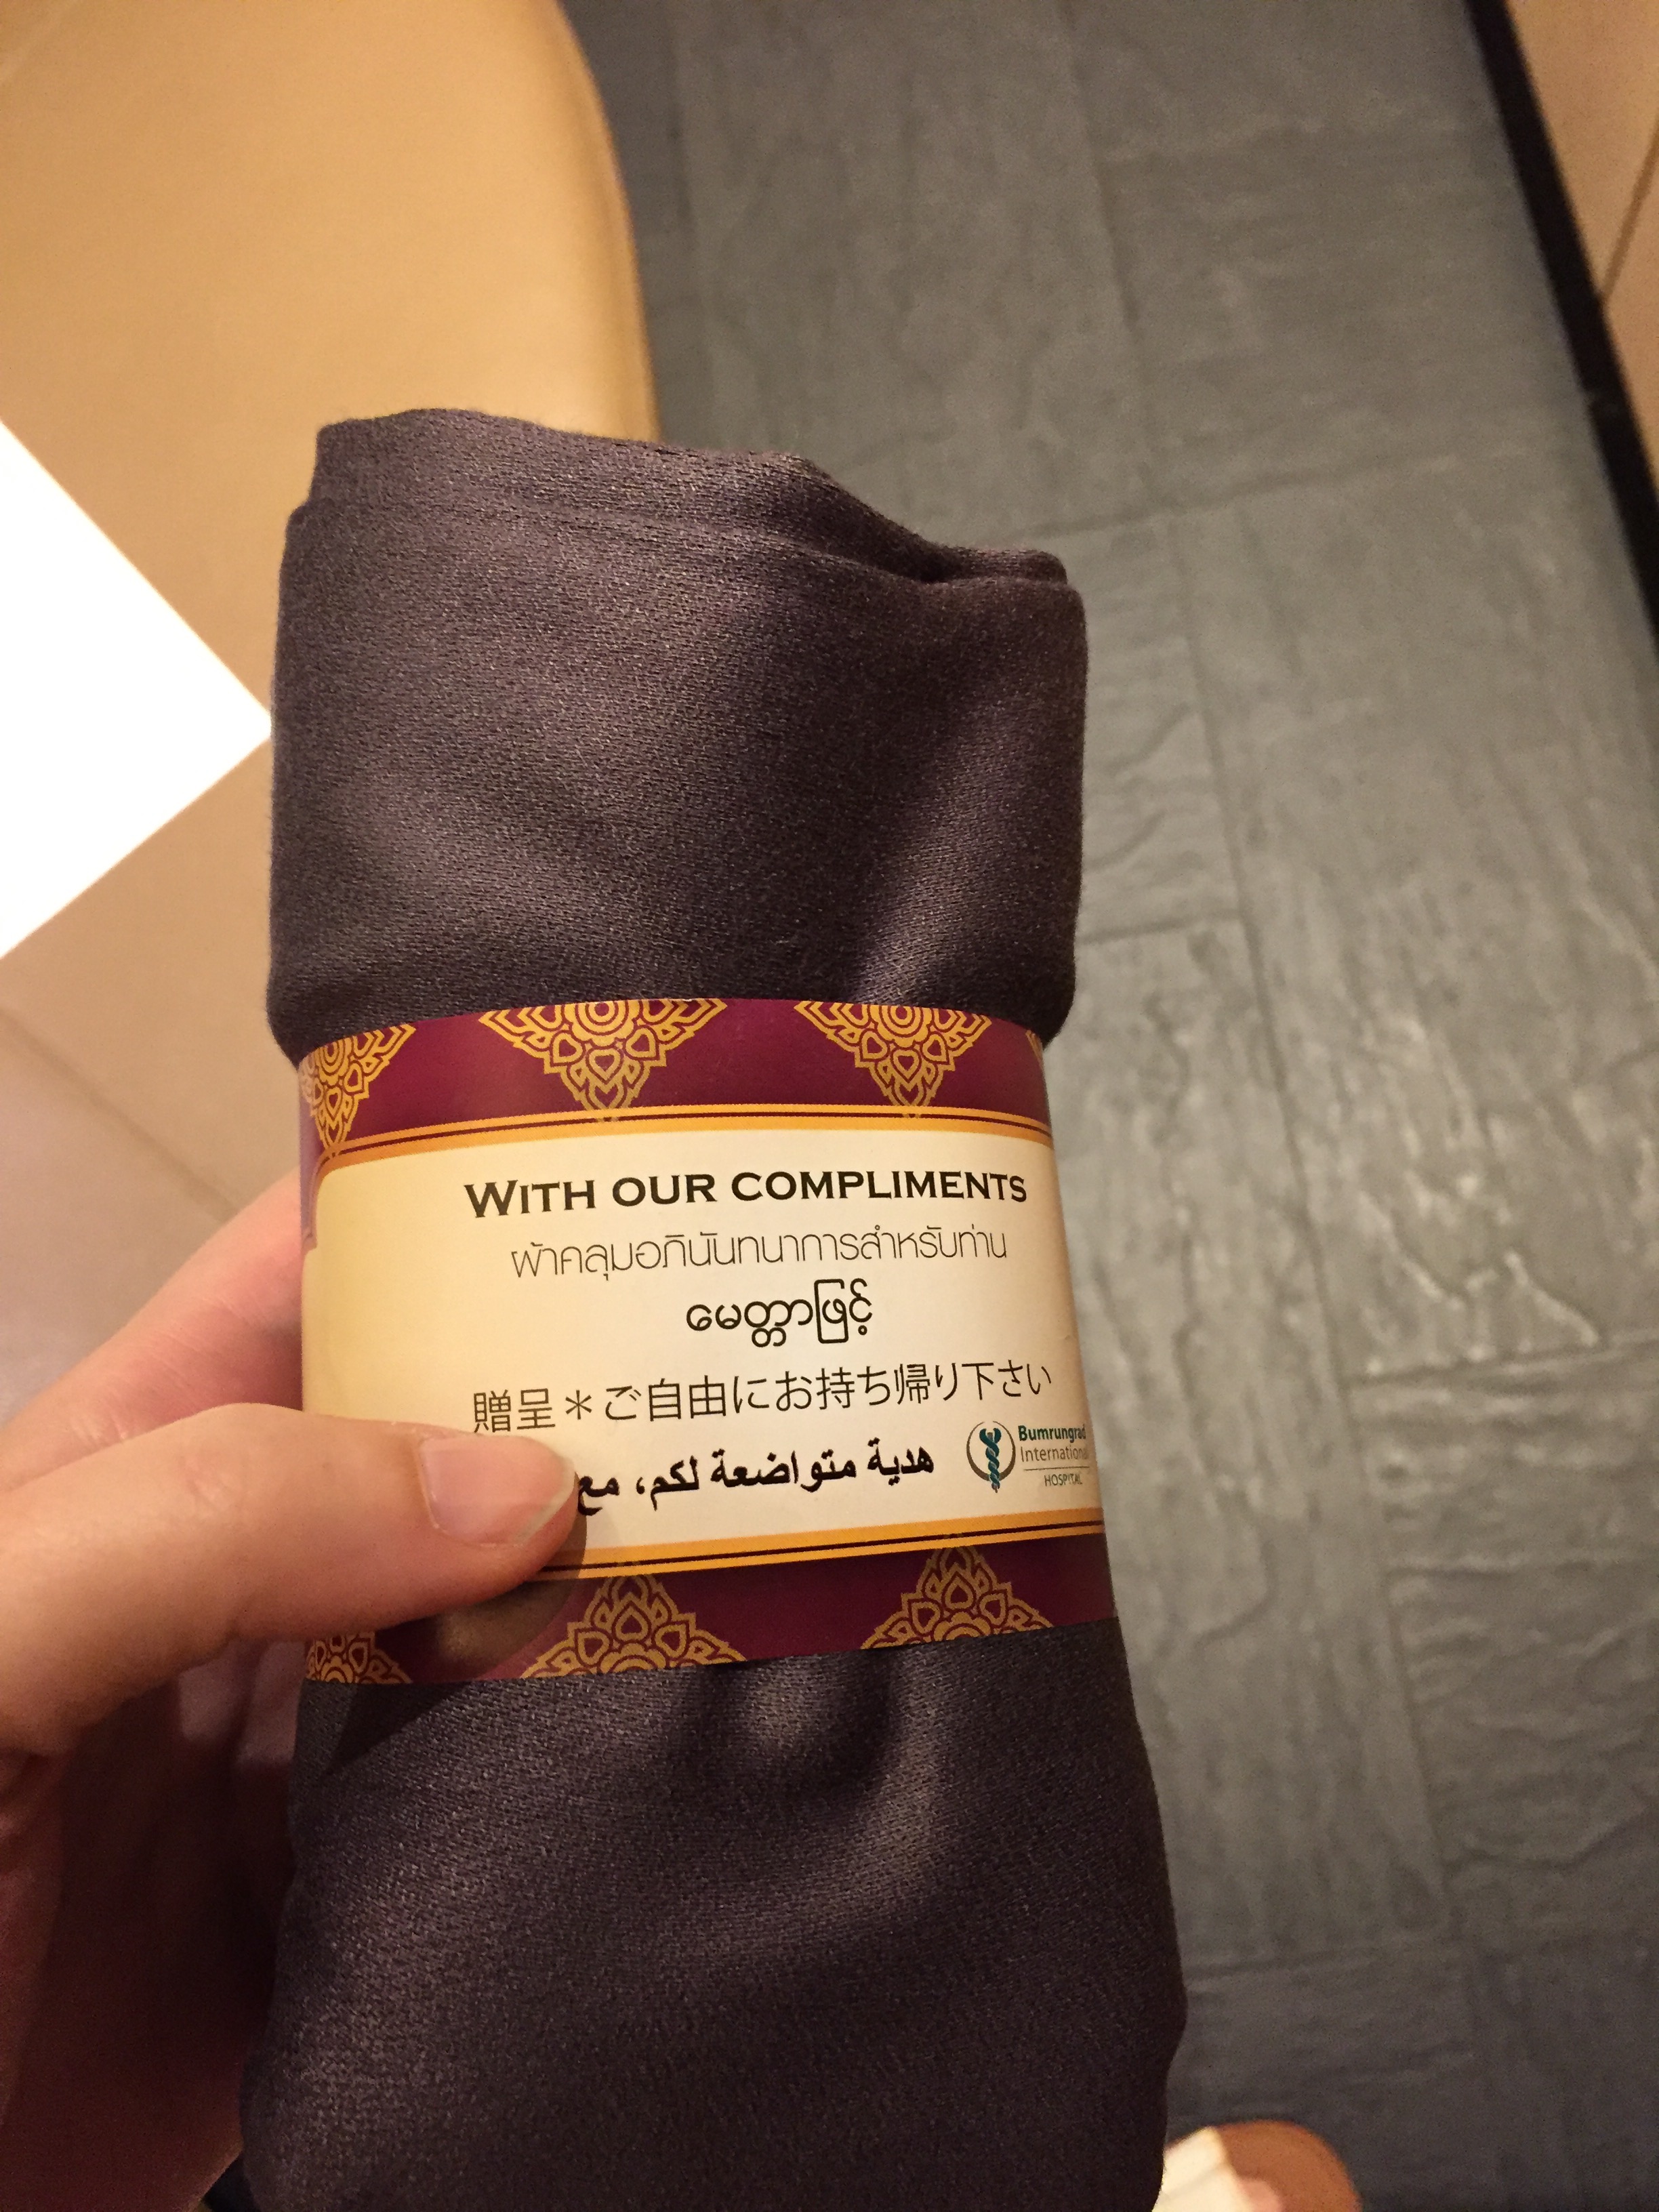 WITH OUR COMPLIMENTS
ผ้าคลุมอภินันทนาการสำหรับท่าน
မေတ္တာဖြင့်
贈呈＊ご自由にお持ち帰り下さい
هدية متواضعة لكم، مع
Bumrungrad
International
HOSPITAL